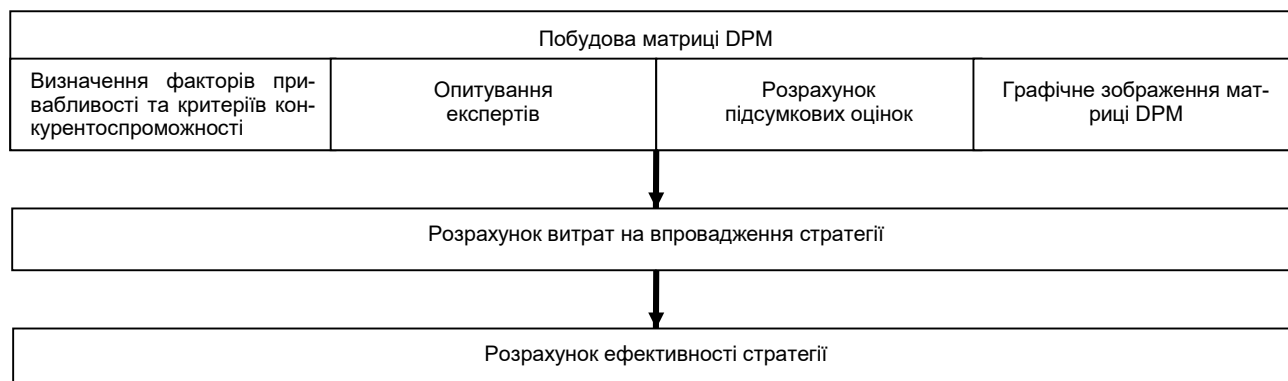 Побудова матриці DPM
Визначення факторів при-
вабливості та критеріїв кон-
курентоспроможності
Опитування
експертів
Розрахунок
підсумкових оцінок
Графічне зображення мат-
риці DPM
Розрахунок витрат на впровадження стратегії
Розрахунок ефективності стратегії